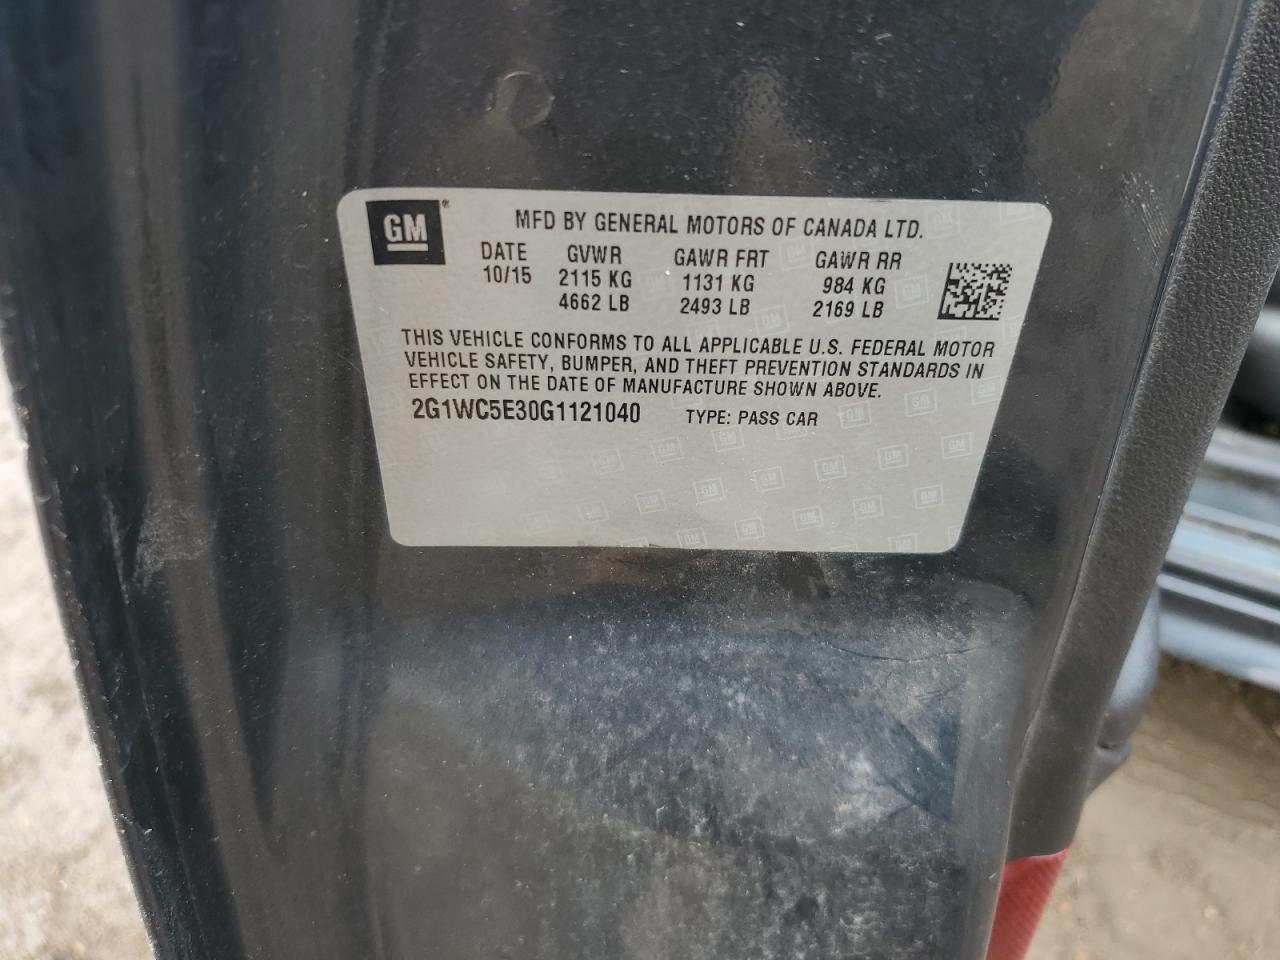 GM® MFD BY GENERAL MOTORS OF CANADA LTD.
DATE GVWR GAWR FRT GAWR RR
10/15 2115 KG 1131 KG 984 KG
4662 LB 2493 LB 2169 LB
THIS VEHICLE CONFORMS TO ALL APPLICABLE U.S. FEDERAL MOTOR
VEHICLE SAFETY, BUMPER, AND THEFT PREVENTION STANDARDS IN
EFFECT ON THE DATE OF MANUFACTURE SHOWN ABOVE.
2G1WC5E30G1121040 TYPE: PASS CAR